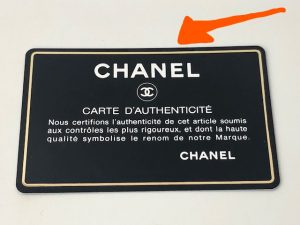 CHANEL
CARTE D'AUTHENTICITÉ
Nous certifions l'authenticité de cet article soumis
aux contrôles les plus rigoureux, et dont la haute
qualité symbolise le renom de notre Marque.
CHANEL